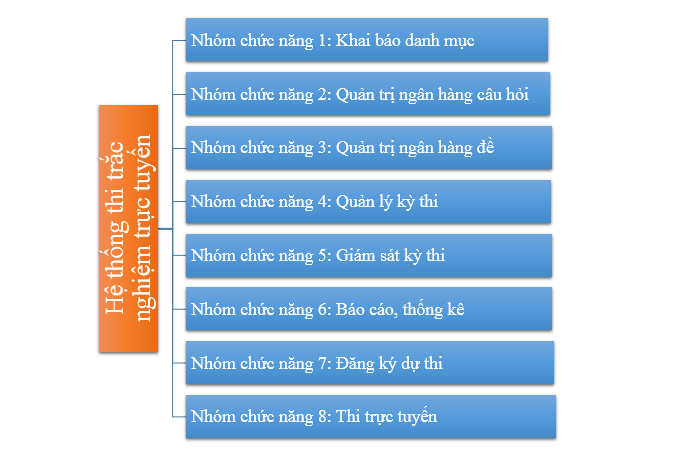 Hệ thống thi trắc
nghiệm trực tuyến
Nhóm chức năng 1: Khai báo danh mục
Nhóm chức năng 2: Quản trị ngân hàng câu hỏi
Nhóm chức năng 3: Quản trị ngân hàng đề
Nhóm chức năng 4: Quản lý kỳ thi
Nhóm chức năng 5: Giám sát kỳ thi
Nhóm chức năng 6: Báo cáo, thống kê
Nhóm chức năng 7: Đăng ký dự thi
Nhóm chức năng 8: Thi trực tuyến